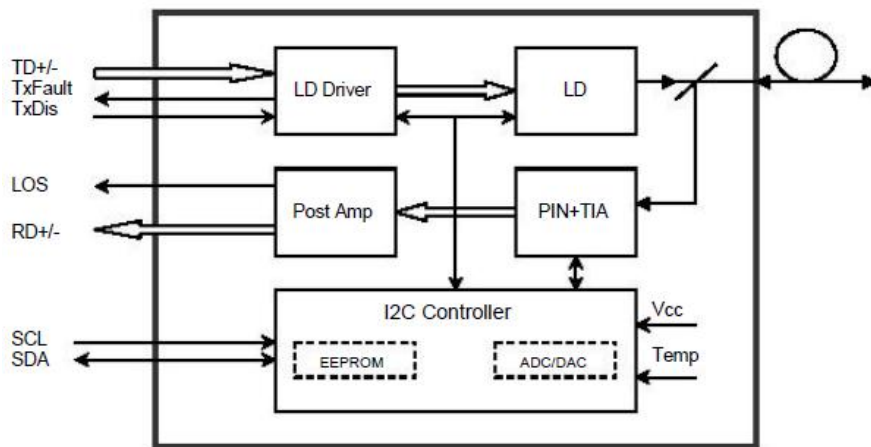 TD+/-
TxFault
TxDis
LD Driver
LD
LOS
RD+/-
Post Amp
PIN+TIA
I2C Controller
Vcc
SCL
SDA
EEPROM
ADC/DAC
Temp